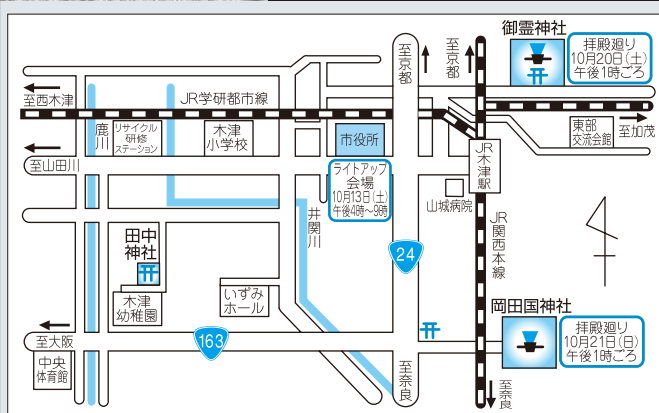 御霊神社
拝殿廻り
10月20日(土)
午後1時ごろ
至京都
至京都
至西木津
JR学研都市線
鹿川
リサイクル
研修
ステーション
木津
小学校
市役所
ライトアップ
会場
10月13日(土)
午後4時〜9時
JR木津駅
東部
交流会館
至加茂
至山田川
山城病院
井関川
JR関西本線
田中
神社
木津
幼稚園
いずみ
ホール
24
163
至大阪
中央
体育館
岡田国神社
拝殿廻り
10月21日(日)
午後1時ごろ
至奈良
至奈良